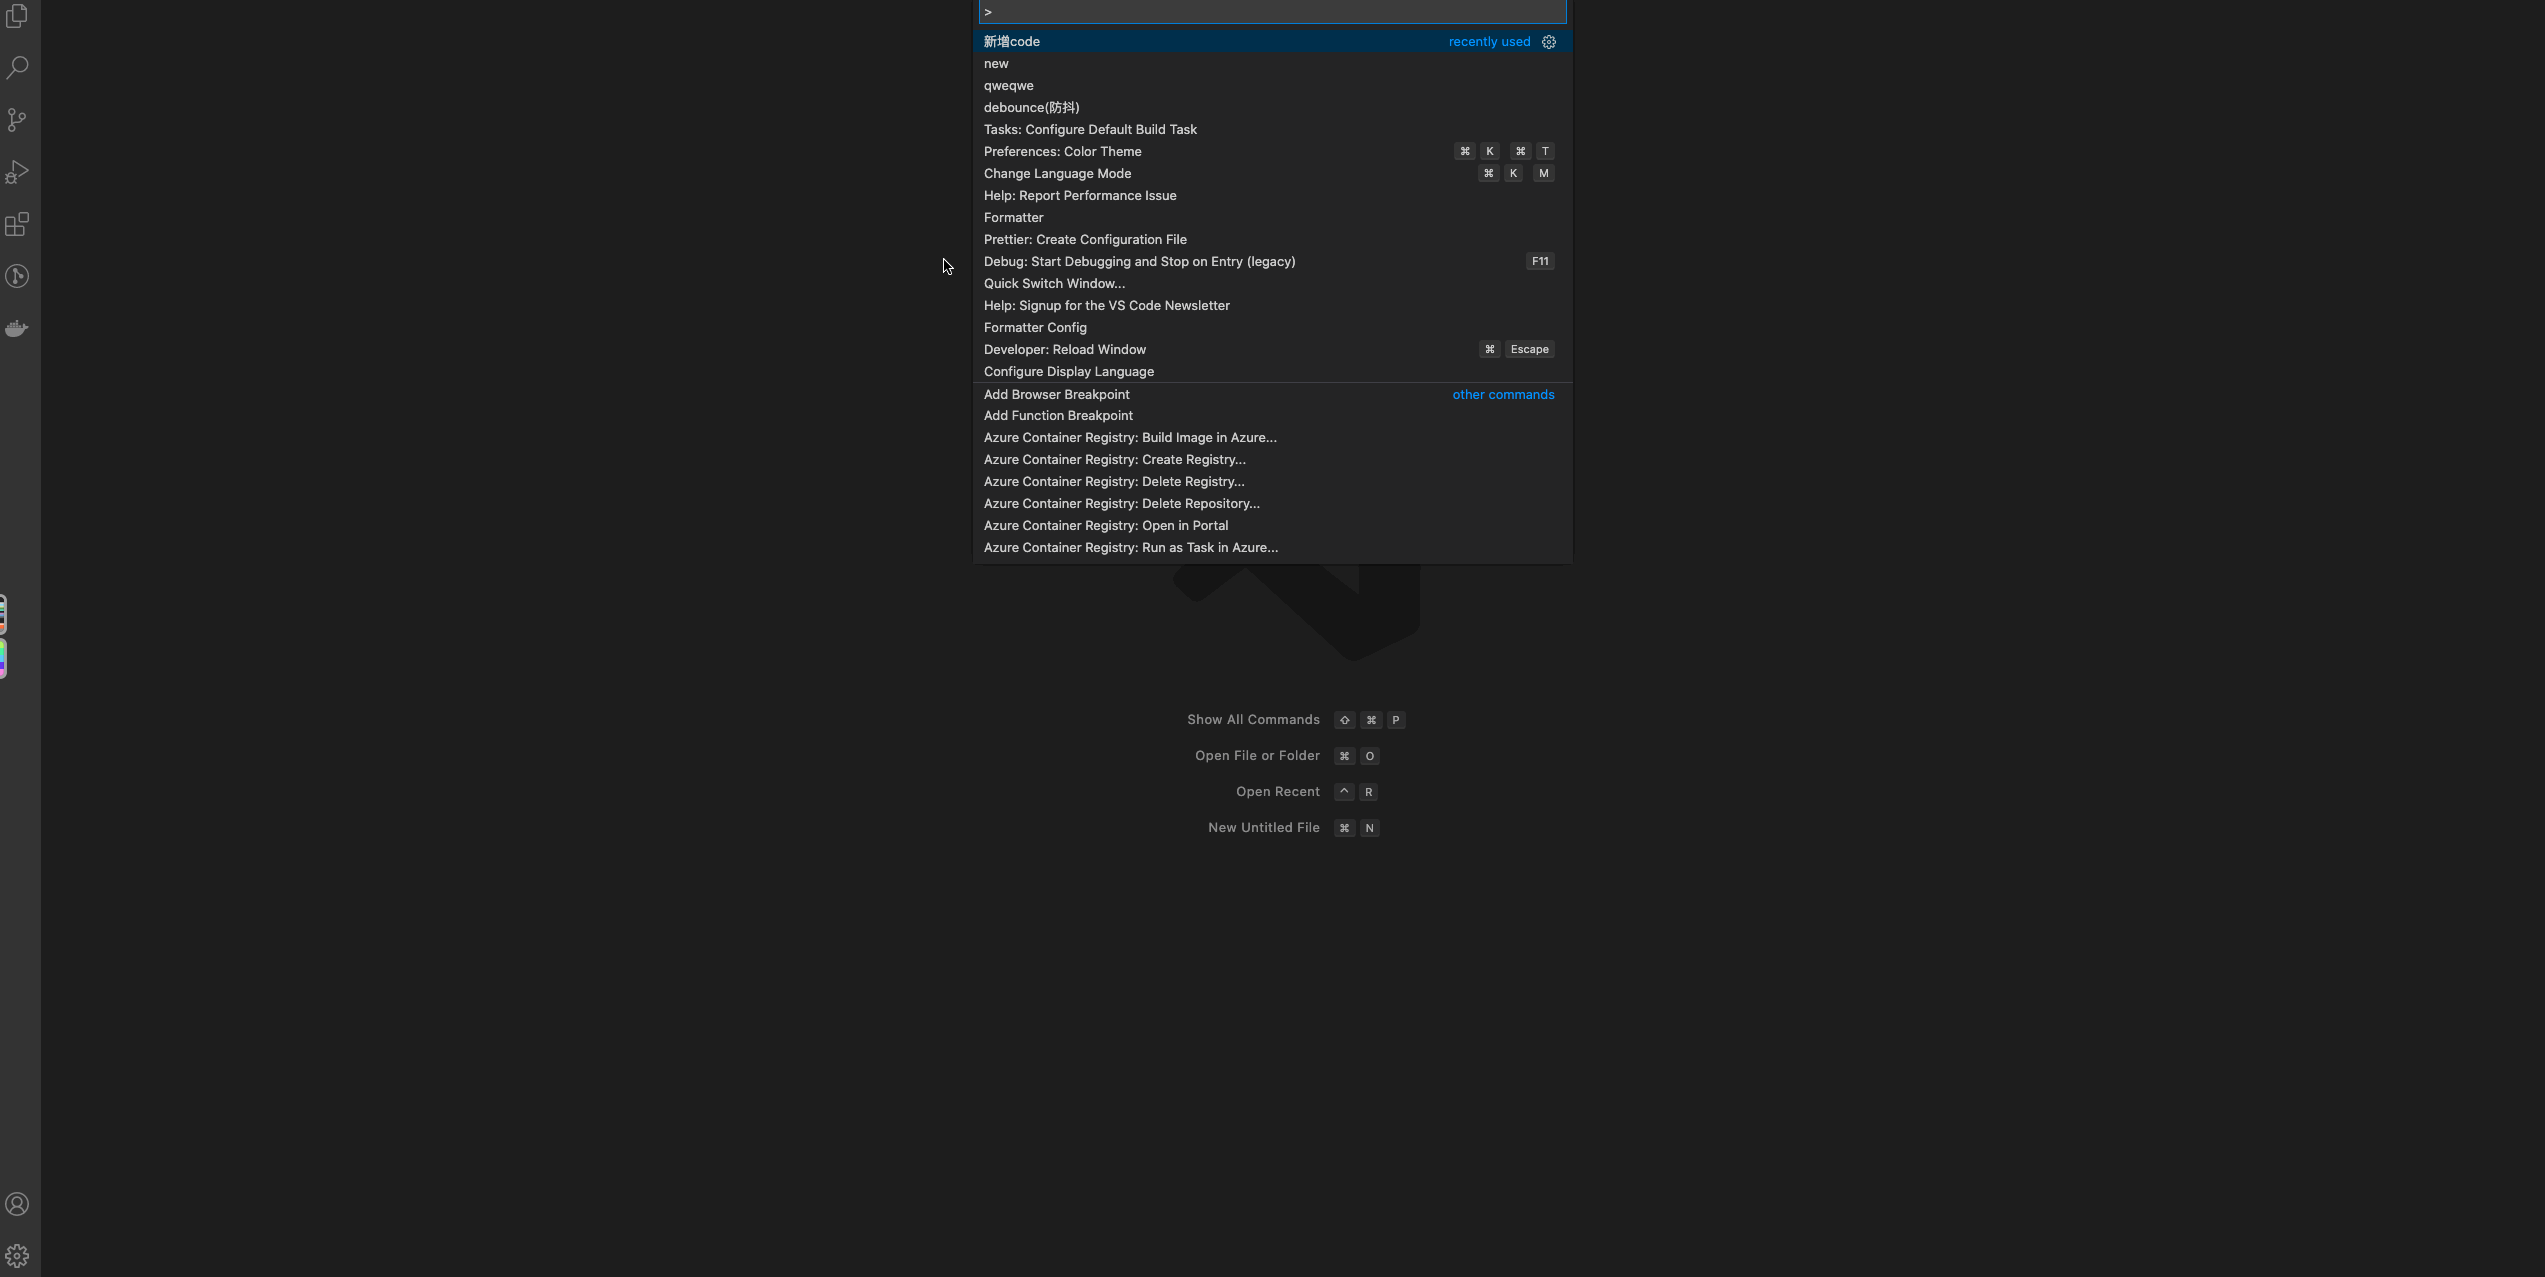 >
新增code recently used
new
qweqwe
debounce(防抖)
Tasks: Configure Default Build Task
Preferences: Color Theme ⌘ K ⌘ T
Change Language Mode ⌘ K M
Help: Report Performance Issue
Formatter
Prettier: Create Configuration File
Debug: Start Debugging and Stop on Entry (legacy) F11
Quick Switch Window...
Help: Signup for the VS Code Newsletter
Formatter Config
Developer: Reload Window ⌘ Escape
Configure Display Language
Add Browser Breakpoint other commands
Add Function Breakpoint
Azure Container Registry: Build Image in Azure...
Azure Container Registry: Create Registry...
Azure Container Registry: Delete Registry...
Azure Container Registry: Delete Repository...
Azure Container Registry: Open in Portal
Azure Container Registry: Run as Task in Azure...
Show All Commands ⇧ ⌘ P
Open File or Folder ⌘ O
Open Recent ^ R
New Untitled File ⌘ N